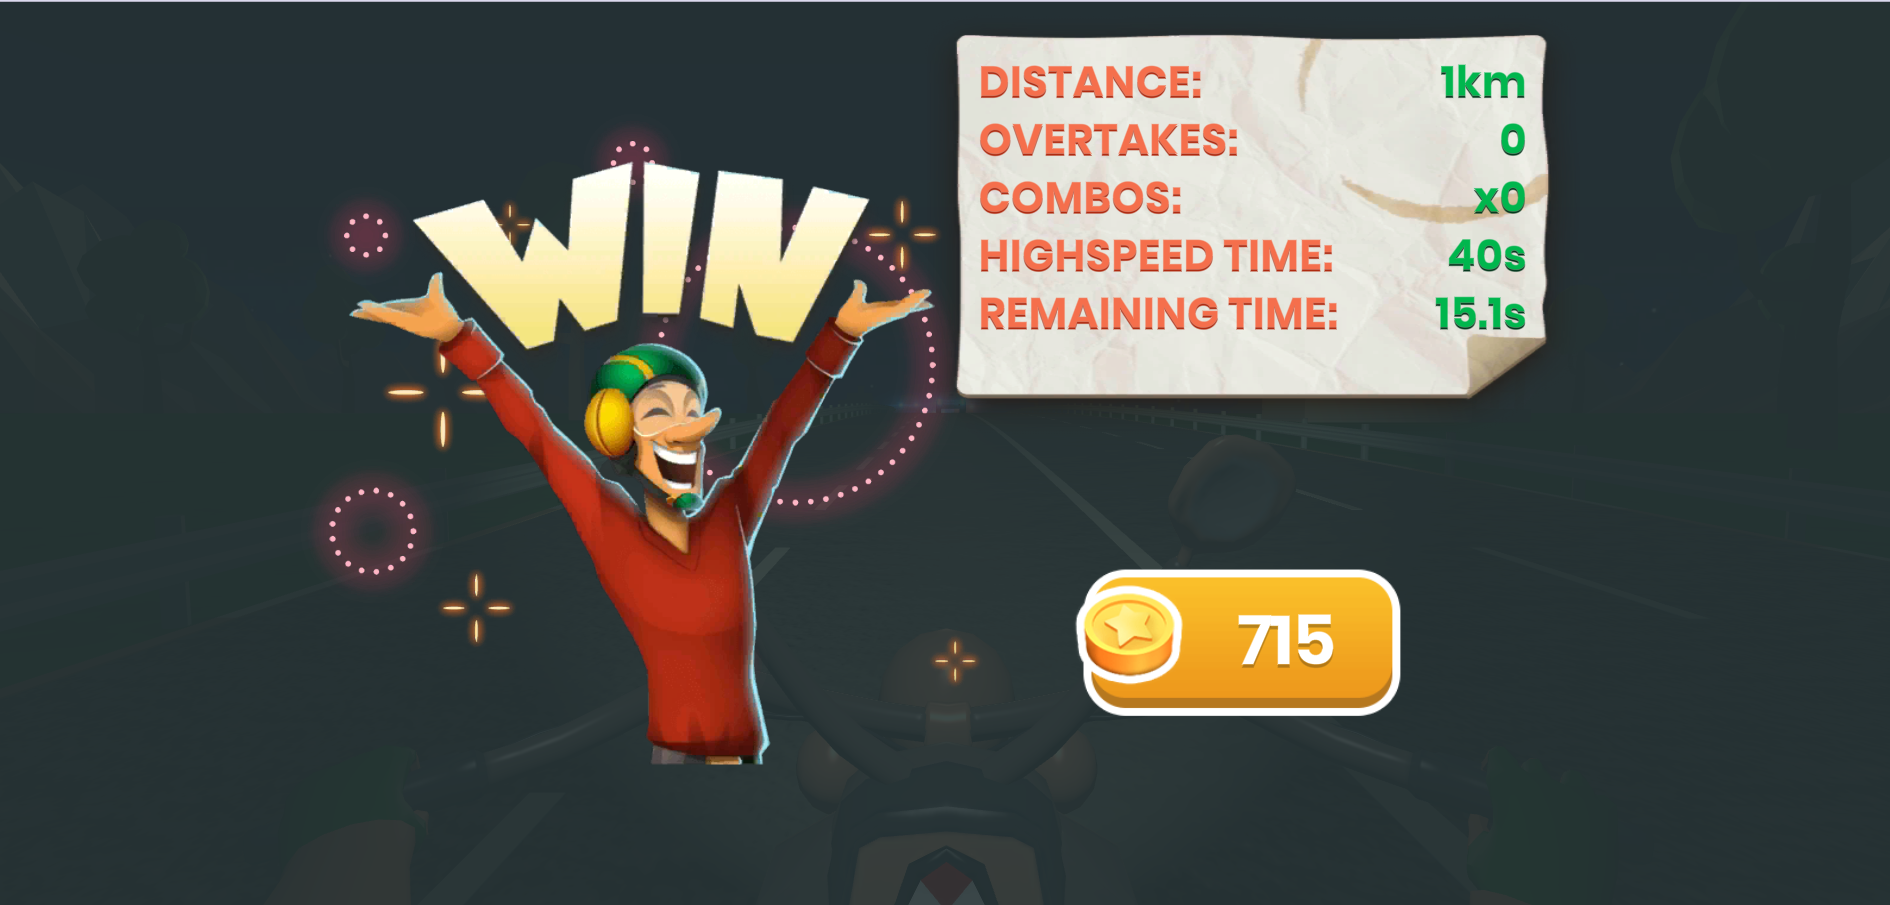 WIN
DISTANCE: 1km
OVERTAKES: 0
COMBOS: x0
HIGHSPEED TIME: 40s
REMAINING TIME: 15.1s
715